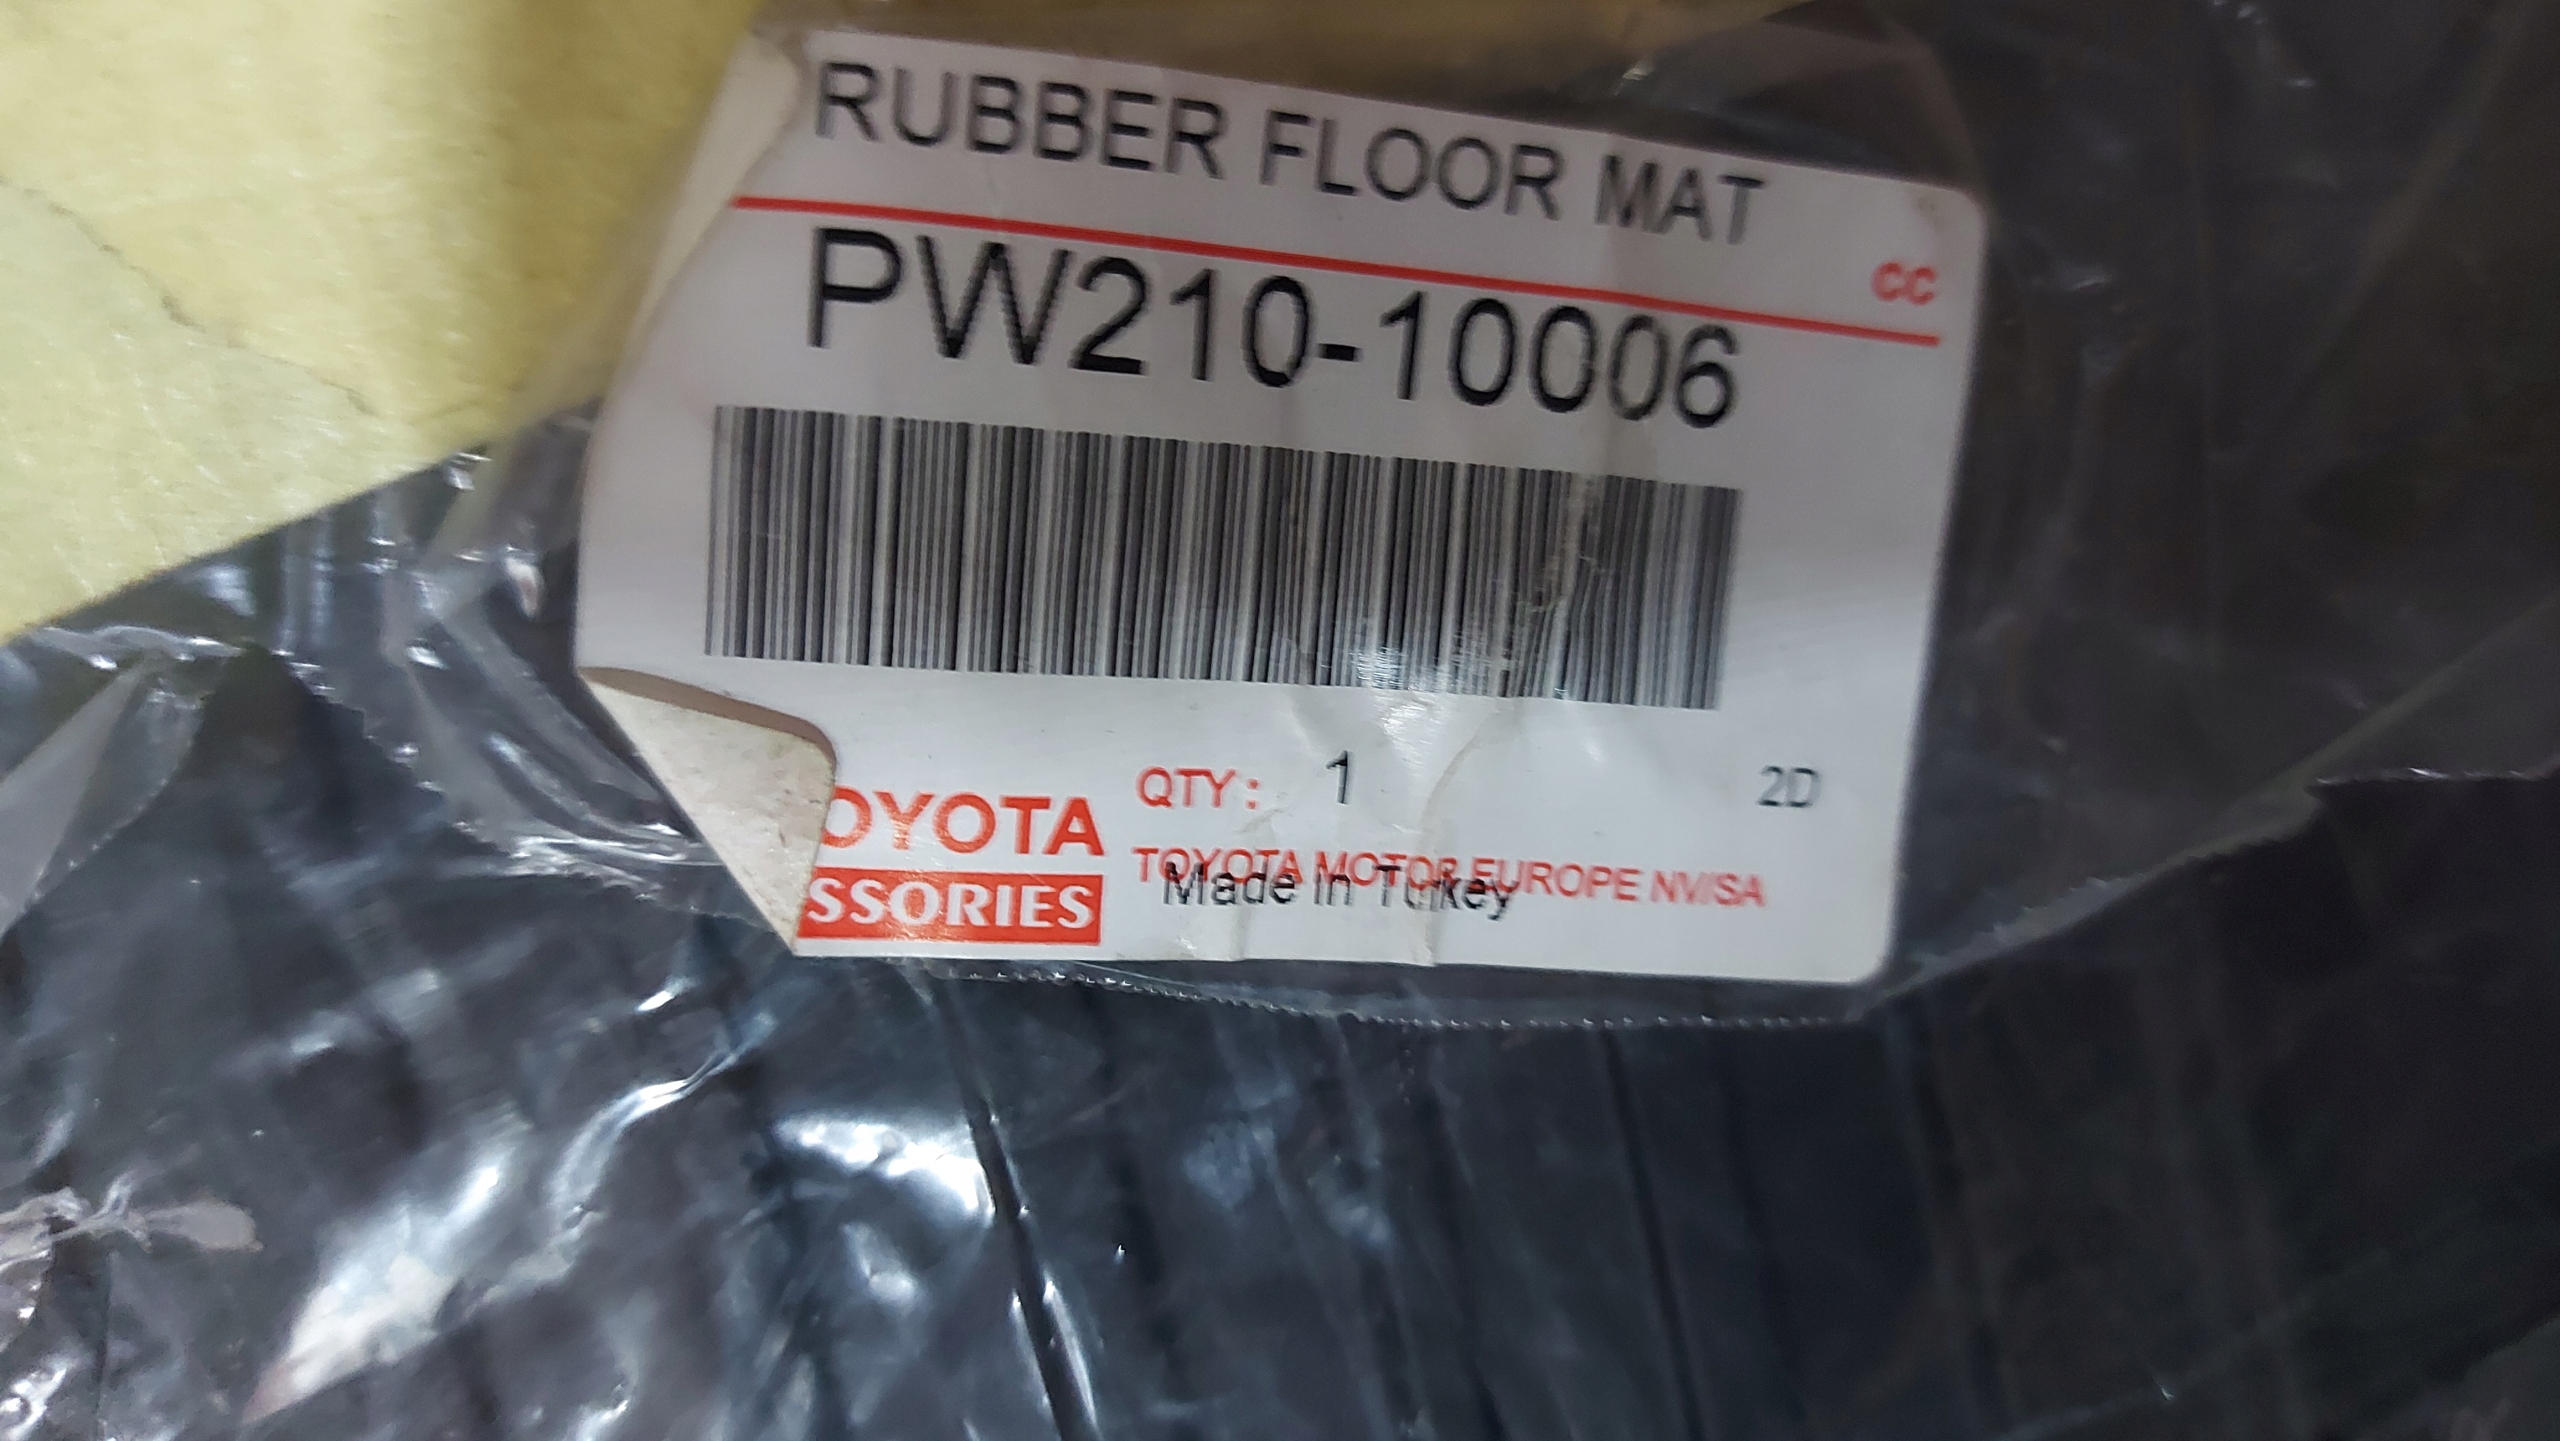 RUBBER FLOOR MAT
CC
PW210-10006
QTY: 1 2D
OYOTA
SSORIES
TOYOTA MOTOR EUROPE NV/SA
Made In Turkey